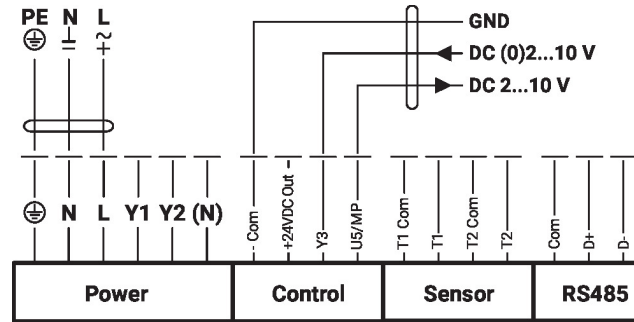 PE N L
GND
DC (0)2...10 V
DC 2...10 V
N L Y1 Y2 (N)
- Com
+24VDC Out
Y3
U5/MP
T1 Com
T1
T2 Com
T2
Com
D+
D-
Power
Control
Sensor
RS485